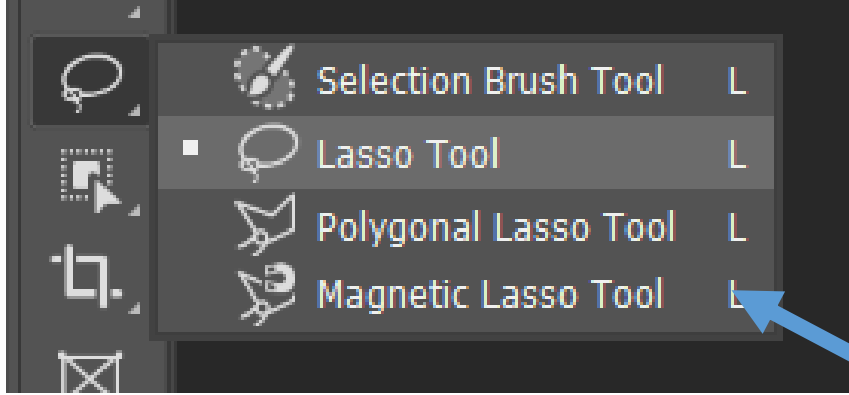 Selection Brush Tool L
Lasso Tool L
Polygonal Lasso Tool L
Magnetic Lasso Tool L